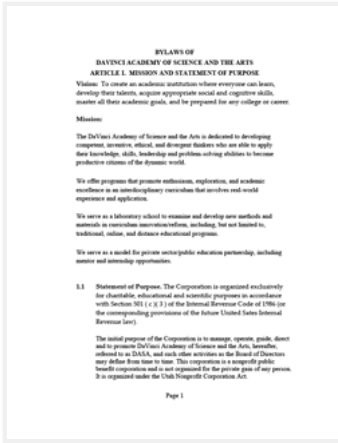 BYLAWS OF
DAVINCI ACADEMY OF SCIENCE AND THE ARTS
ARTICLE I. MISSION AND STATEMENT OF PURPOSE
Vision: To create an academic institution where everyone can learn,
develop their talents, acquire appropriate social and cognitive skills,
master all their academic goals, and be prepared for any college or career.
Mission:
The DaVinci Academy of Science and the Arts is dedicated to developing
competent, inventive, ethical, and divergent thinkers who are able to apply
their knowledge, skills, leadership and problem-solving abilities to become
productive citizens of the dynamic world.
We offer programs that promote enthusiasm, exploration, and academic
excellence in an interdisciplinary curriculum that involves real-world
experience and application.
We serve as a laboratory school to examine and develop new methods and
materials in curriculum innovation/reform, including, but not limited to,
traditional, online, and distance educational programs.
We serve as a model for private sector/public education partnership, including
mentor and internship opportunities.
1.1 Statement of Purpose. The Corporation is organized exclusively
for charitable, educational and scientific purposes in accordance
with Section 501 ( c )( 3 ) of the Internal Revenue Code of 1986 (or
the corresponding provisions of the future United Sates Internal
Revenue law).
The initial purpose of the Corporation is to manage, operate, guide, direct
and to promote DaVinci Academy of Science and the Arts, hereafter,
referred to as DASA, and such other activities as the Board of Directors
may define from time to time. This corporation is a nonprofit public
benefit corporation and is not organized for the private gain of any person.
It is organized under the Utah Nonprofit Corporation Act.
Page 1